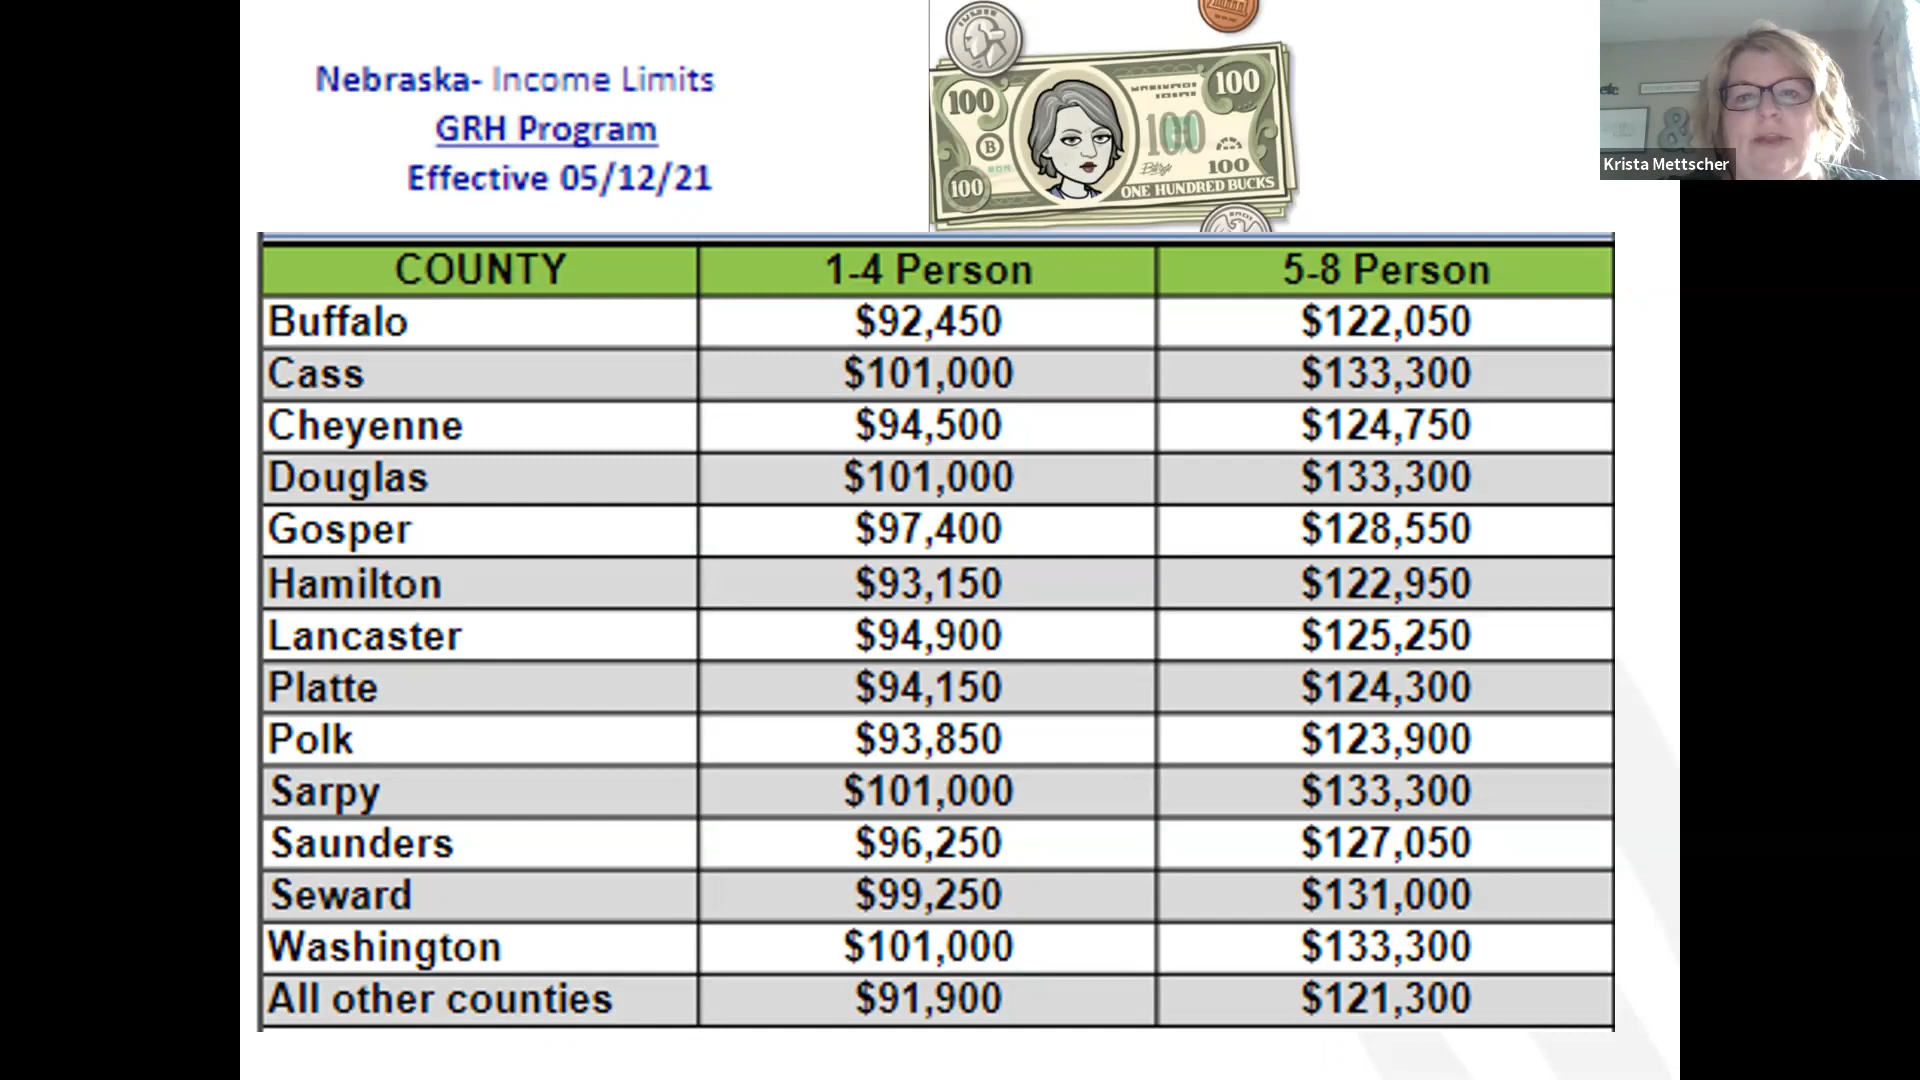 Nebraska- Income Limits
GRH Program
Effective 05/12/21
100
100
100
100
100
B
ONE HUNDRED BUCKS
Krista Mettscher
&
COUNTY 1-4 Person 5-8 Person
Buffalo $92,450 $122,050
Cass $101,000 $133,300
Cheyenne $94,500 $124,750
Douglas $101,000 $133,300
Gosper $97,400 $128,550
Hamilton $93,150 $122,950
Lancaster $94,900 $125,250
Platte $94,150 $124,300
Polk $93,850 $123,900
Sarpy $101,000 $133,300
Saunders $96,250 $127,050
Seward $99,250 $131,000
Washington $101,000 $133,300
All other counties $91,900 $121,300